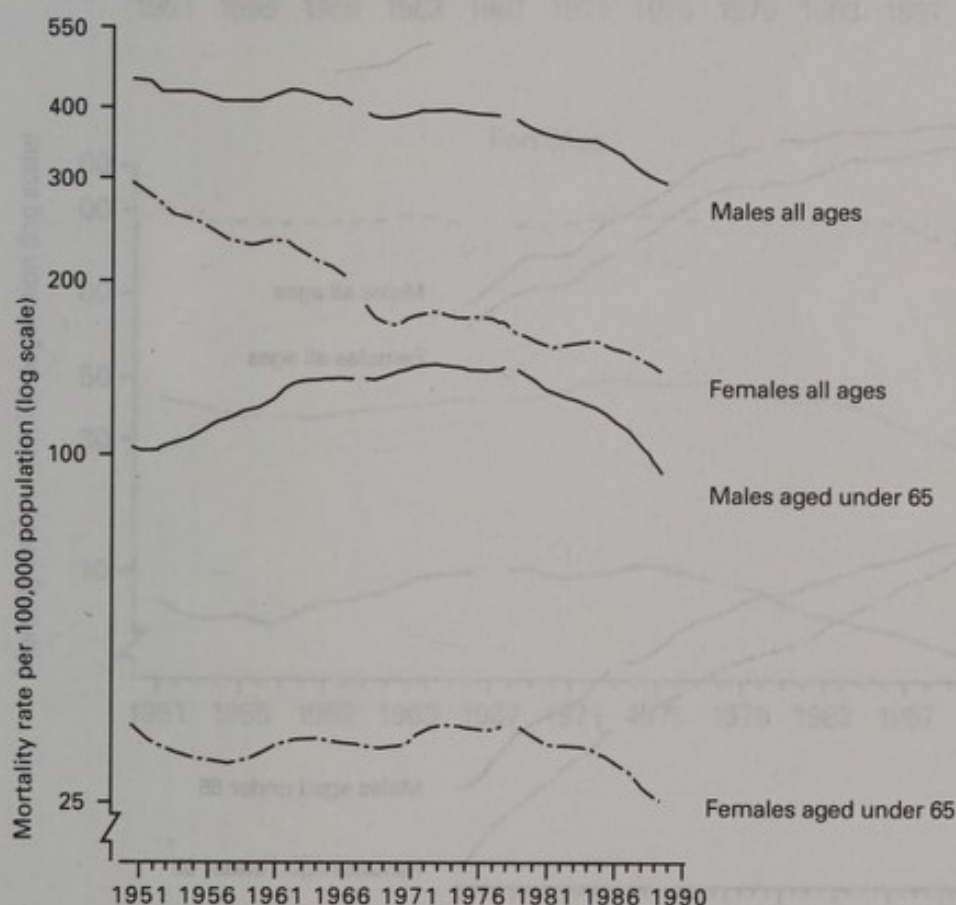 550
400
300
200
100
25
Mortality rate per 100,000 population (log scale)
Males all ages
Females all ages
Males aged under 65
Females aged under 65
1951 1956 1961 1966 1971 1976 1981 1986 1990